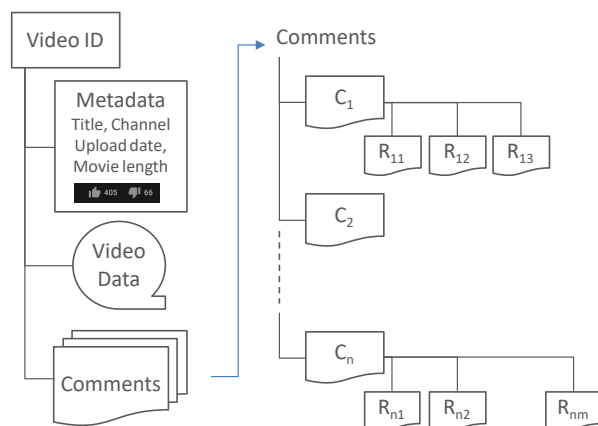 Video ID
Metadata
Title, Channel
Upload date,
Movie length
405 66
Video
Data
Comments
Comments
C1
R11 R12 R13
C2
Cn
Rn1 Rn2 Rnm